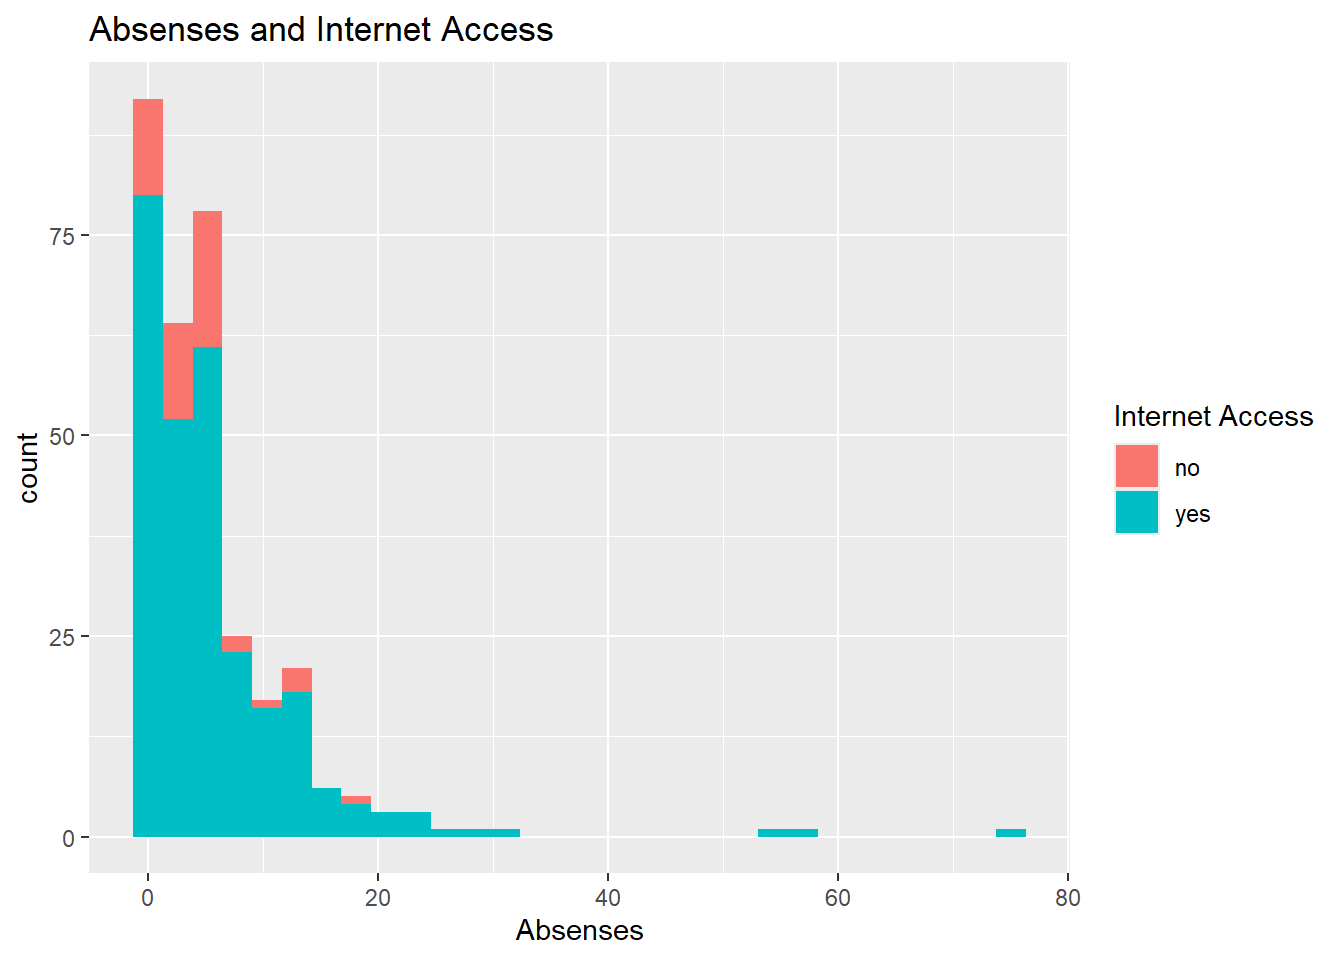 Absenses and Internet Access
count
75
50
25
0
0 20 40 60 80
Absenses
Internet Access
no
yes